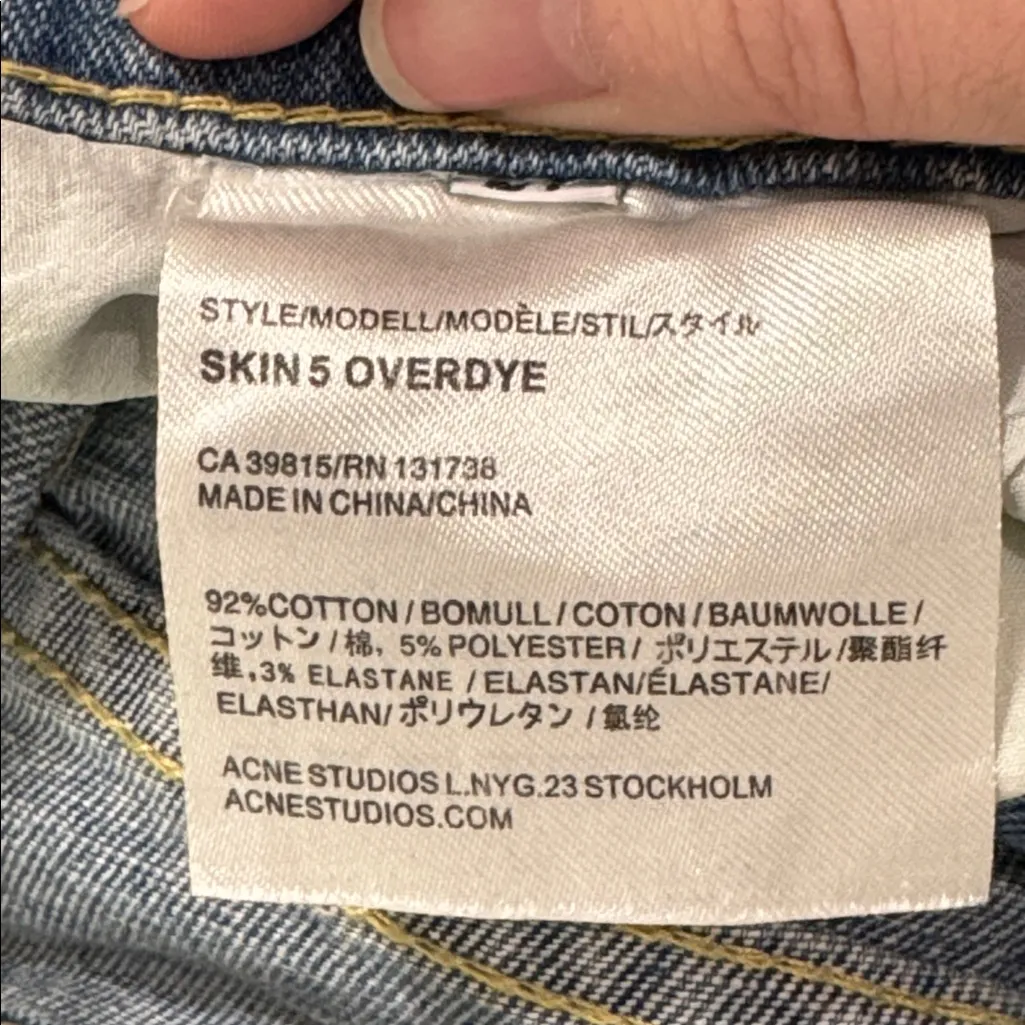 STYLE/MODELL/MODÈLE/STIL/スタイル
SKIN 5 OVERDYE
CA 39815/RN 131738
MADE IN CHINA/CHINA
92%COTTON / BOMULL / COTON / BAUMWOLLE /
コットン / 棉, 5% POLYESTER / ポリエステル /聚酯纤
维,3% ELASTANE / ELASTAN/ÉLASTANE/
ELASTHAN/ ポリウレタン / 氨纶
ACNE STUDIOS L.NYG.23 STOCKHOLM
ACNESTUDIOS.COM